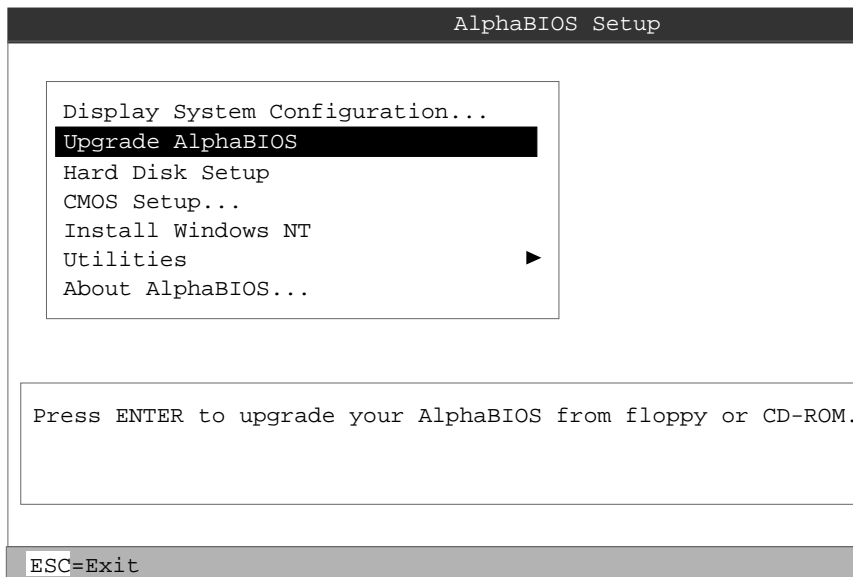 AlphaBIOS Setup
Display System Configuration...
Upgrade AlphaBIOS
Hard Disk Setup
CMOS Setup...
Install Windows NT
Utilities
About AlphaBIOS...
Press ENTER to upgrade your AlphaBIOS from floppy or CD-ROM.
ESC=Exit